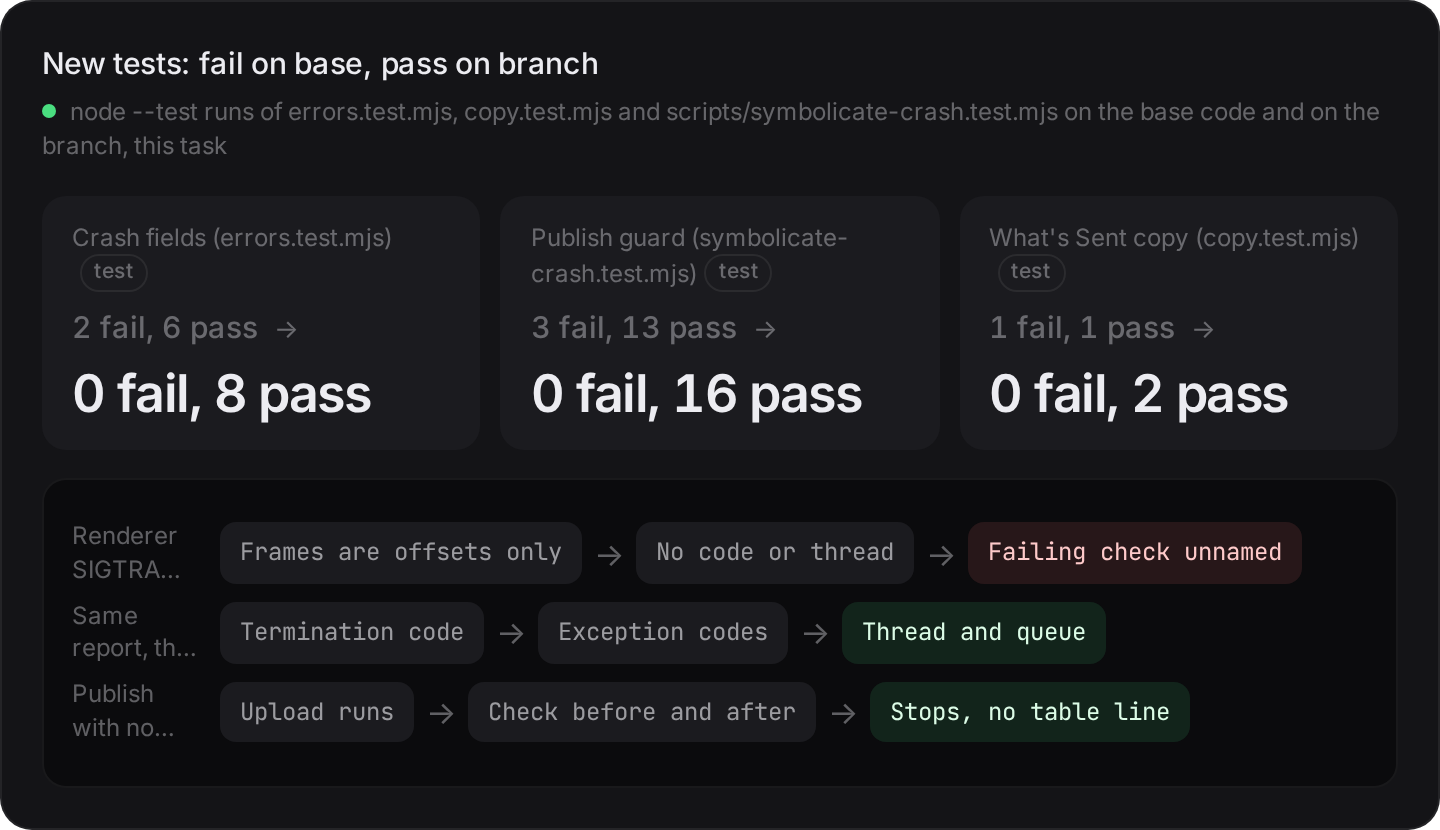 New tests: fail on base, pass on branch
node --test runs of errors.test.mjs, copy.test.mjs and scripts/symbolicate-crash.test.mjs on the base code and on the
branch, this task
Crash fields (errors.test.mjs)
test
2 fail, 6 pass →
0 fail, 8 pass
Publish guard (symbolicate-
crash.test.mjs) test
3 fail, 13 pass →
0 fail, 16 pass
What's Sent copy (copy.test.mjs)
test
1 fail, 1 pass →
0 fail, 2 pass
Renderer
SIGTRA...
Frames are offsets only → No code or thread → Failing check unnamed
Same
report, th...
Termination code → Exception codes → Thread and queue
Publish
with no...
Upload runs → Check before and after → Stops, no table line